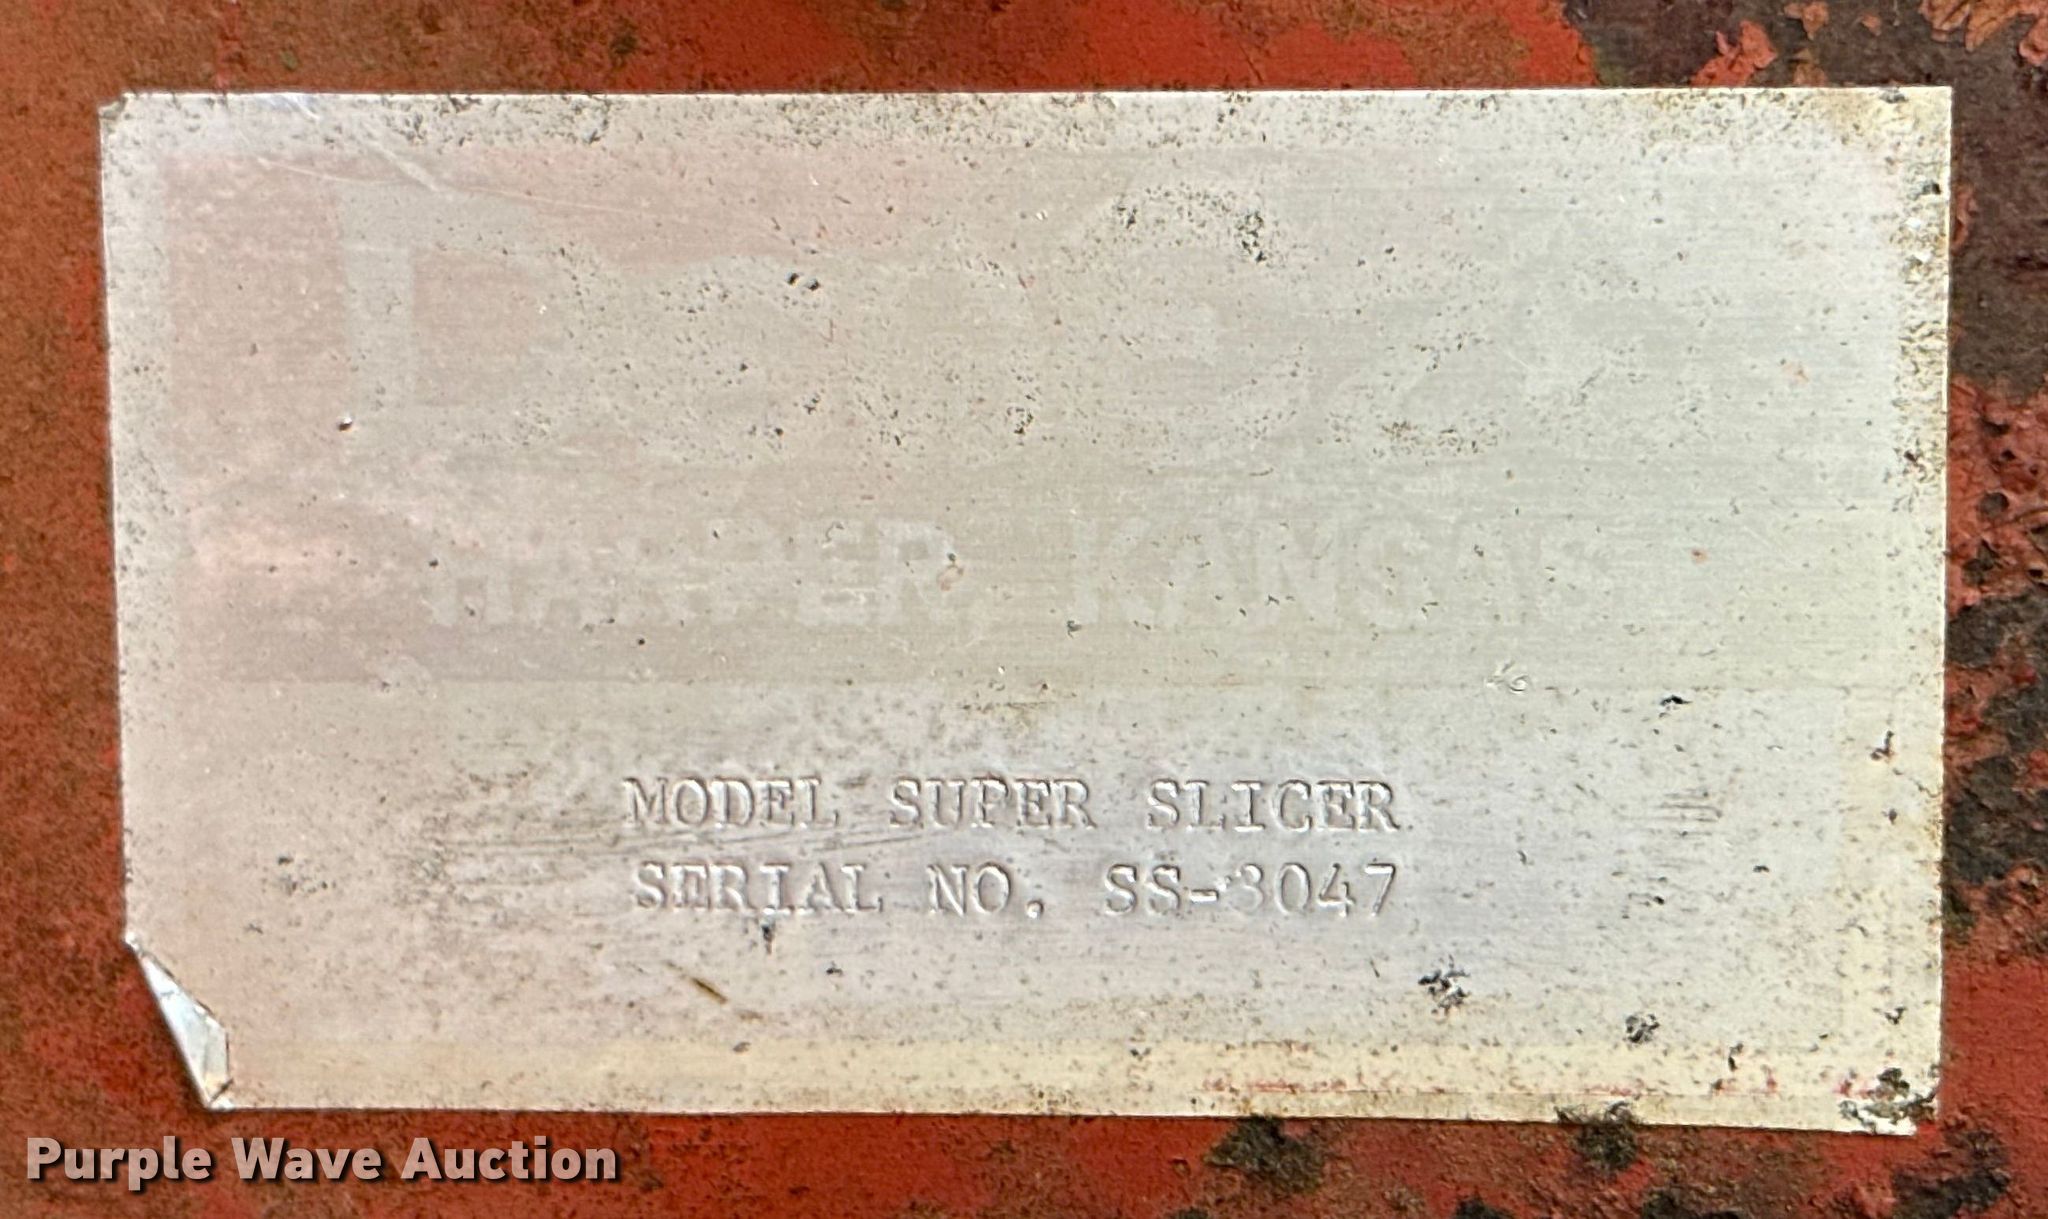 HARPER, KANSAS
MODEL SUPER SLICER
SERIAL NO. SS-3047
Purple Wave Auction